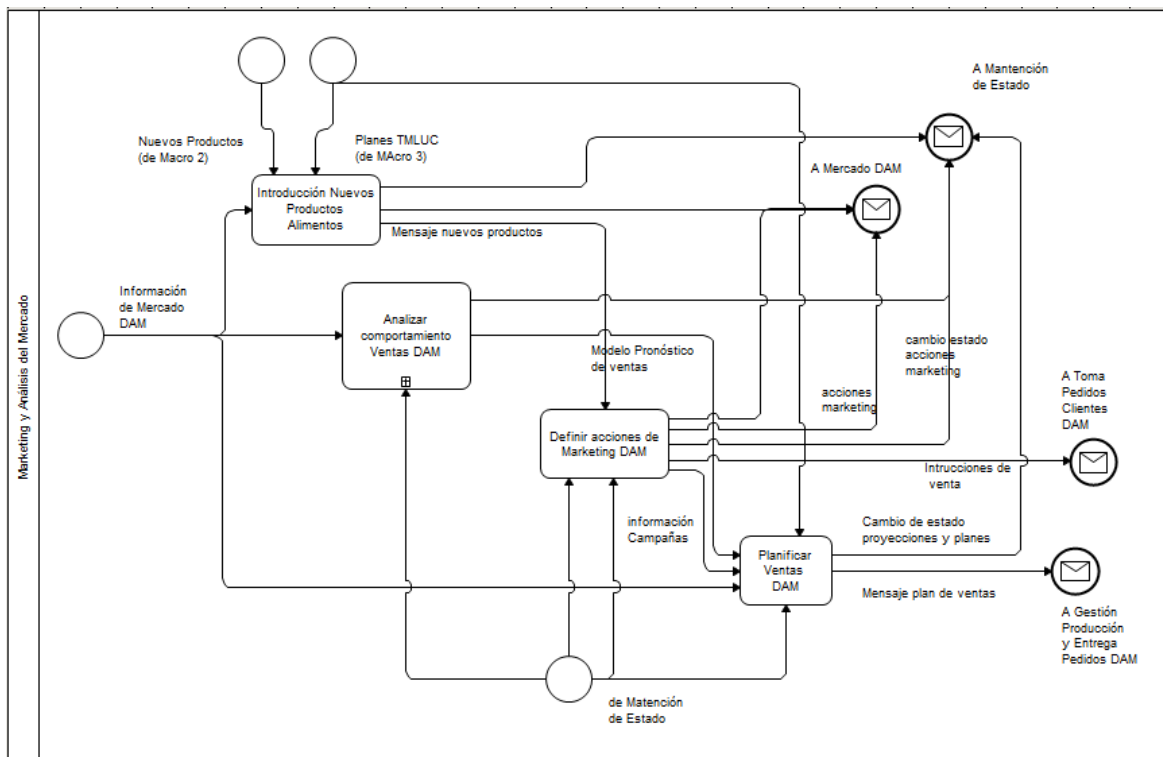 Marketing y Análisis del Mercado
A Mantención
de Estado
Nuevos Productos
(de Macro 2)
Planes TMLUC
(de MAcro 3)
A Mercado DAM
Introducción Nuevos
Productos
Alimentos
Mensaje nuevos productos
Información
de Mercado
DAM
Analizar
comportamiento
Ventas DAM
Modelo Pronóstico
de ventas
cambio estado
acciones
marketing
acciones
marketing
A Toma
Pedidos
Clientes
DAM
Definir acciones de
Marketing DAM
Intrucciones de
venta
información
Campañas
Cambio de estado
proyecciones y planes
Planificar
Ventas
DAM
Mensaje plan de ventas
A Gestión
Producción
y Entrega
Pedidos DAM
de Matención
de Estado